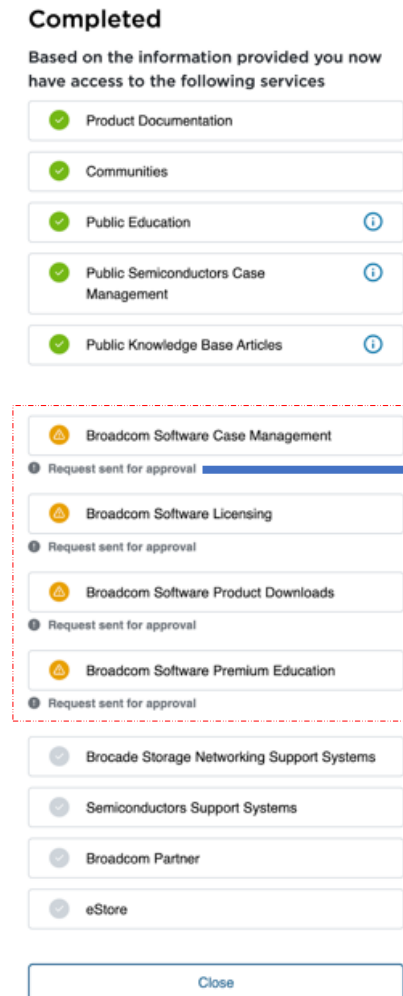 Completed
Based on the information provided you now
have access to the following services
Product Documentation
Communities
Public Education
Public Semiconductors Case
Management
Public Knowledge Base Articles
Broadcom Software Case Management
Request sent for approval
Broadcom Software Licensing
Request sent for approval
Broadcom Software Product Downloads
Request sent for approval
Broadcom Software Premium Education
Request sent for approval
Brocade Storage Networking Support Systems
Semiconductors Support Systems
Broadcom Partner
eStore
Close